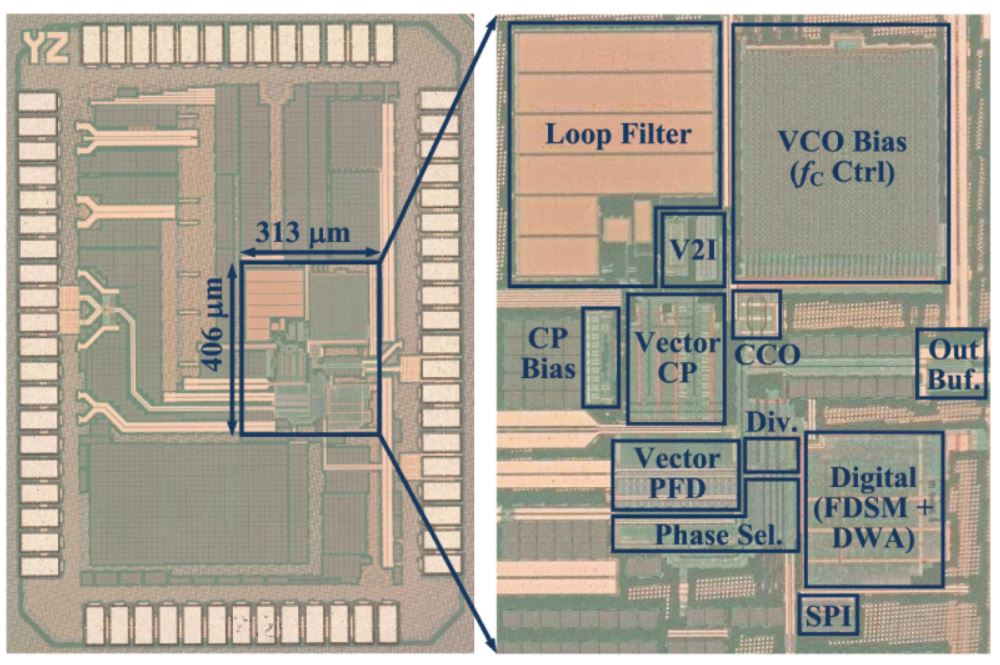 YZ
313 μm
406 μm
Loop Filter
VCO Bias
(fC Ctrl)
V2I
CP
Bias
Vector
CP
CCO
Out
Buf.
Div.
Vector
PFD
Digital
(FDSM +
DWA)
Phase Sel.
SPI